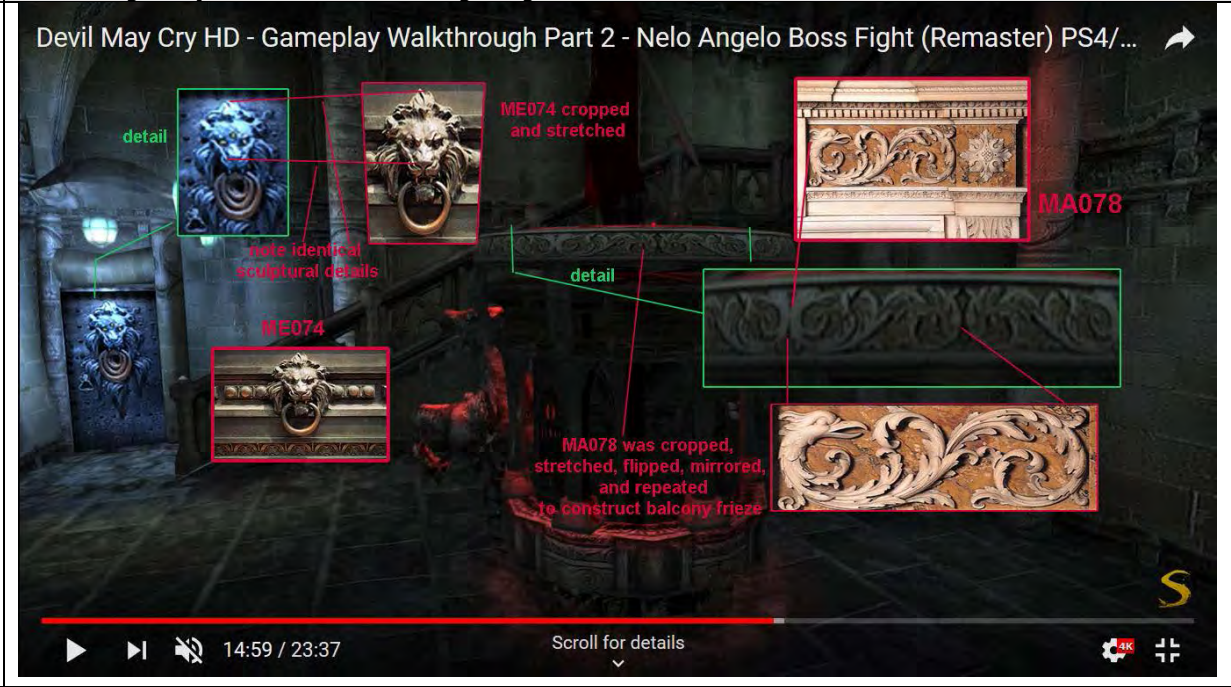 Devil May Cry HD - Gameplay Walkthrough Part 2 - Nelo Angelo Boss Fight (Remaster) PS4/...
detail
ME074 cropped
and stretched
MA078
note identical
sculptural details
detail
ME074
MA078 was cropped,
stretched, flipped, mirrored,
and repeated
to construct balcony frieze
S
14:59 / 23:37
Scroll for details
4K